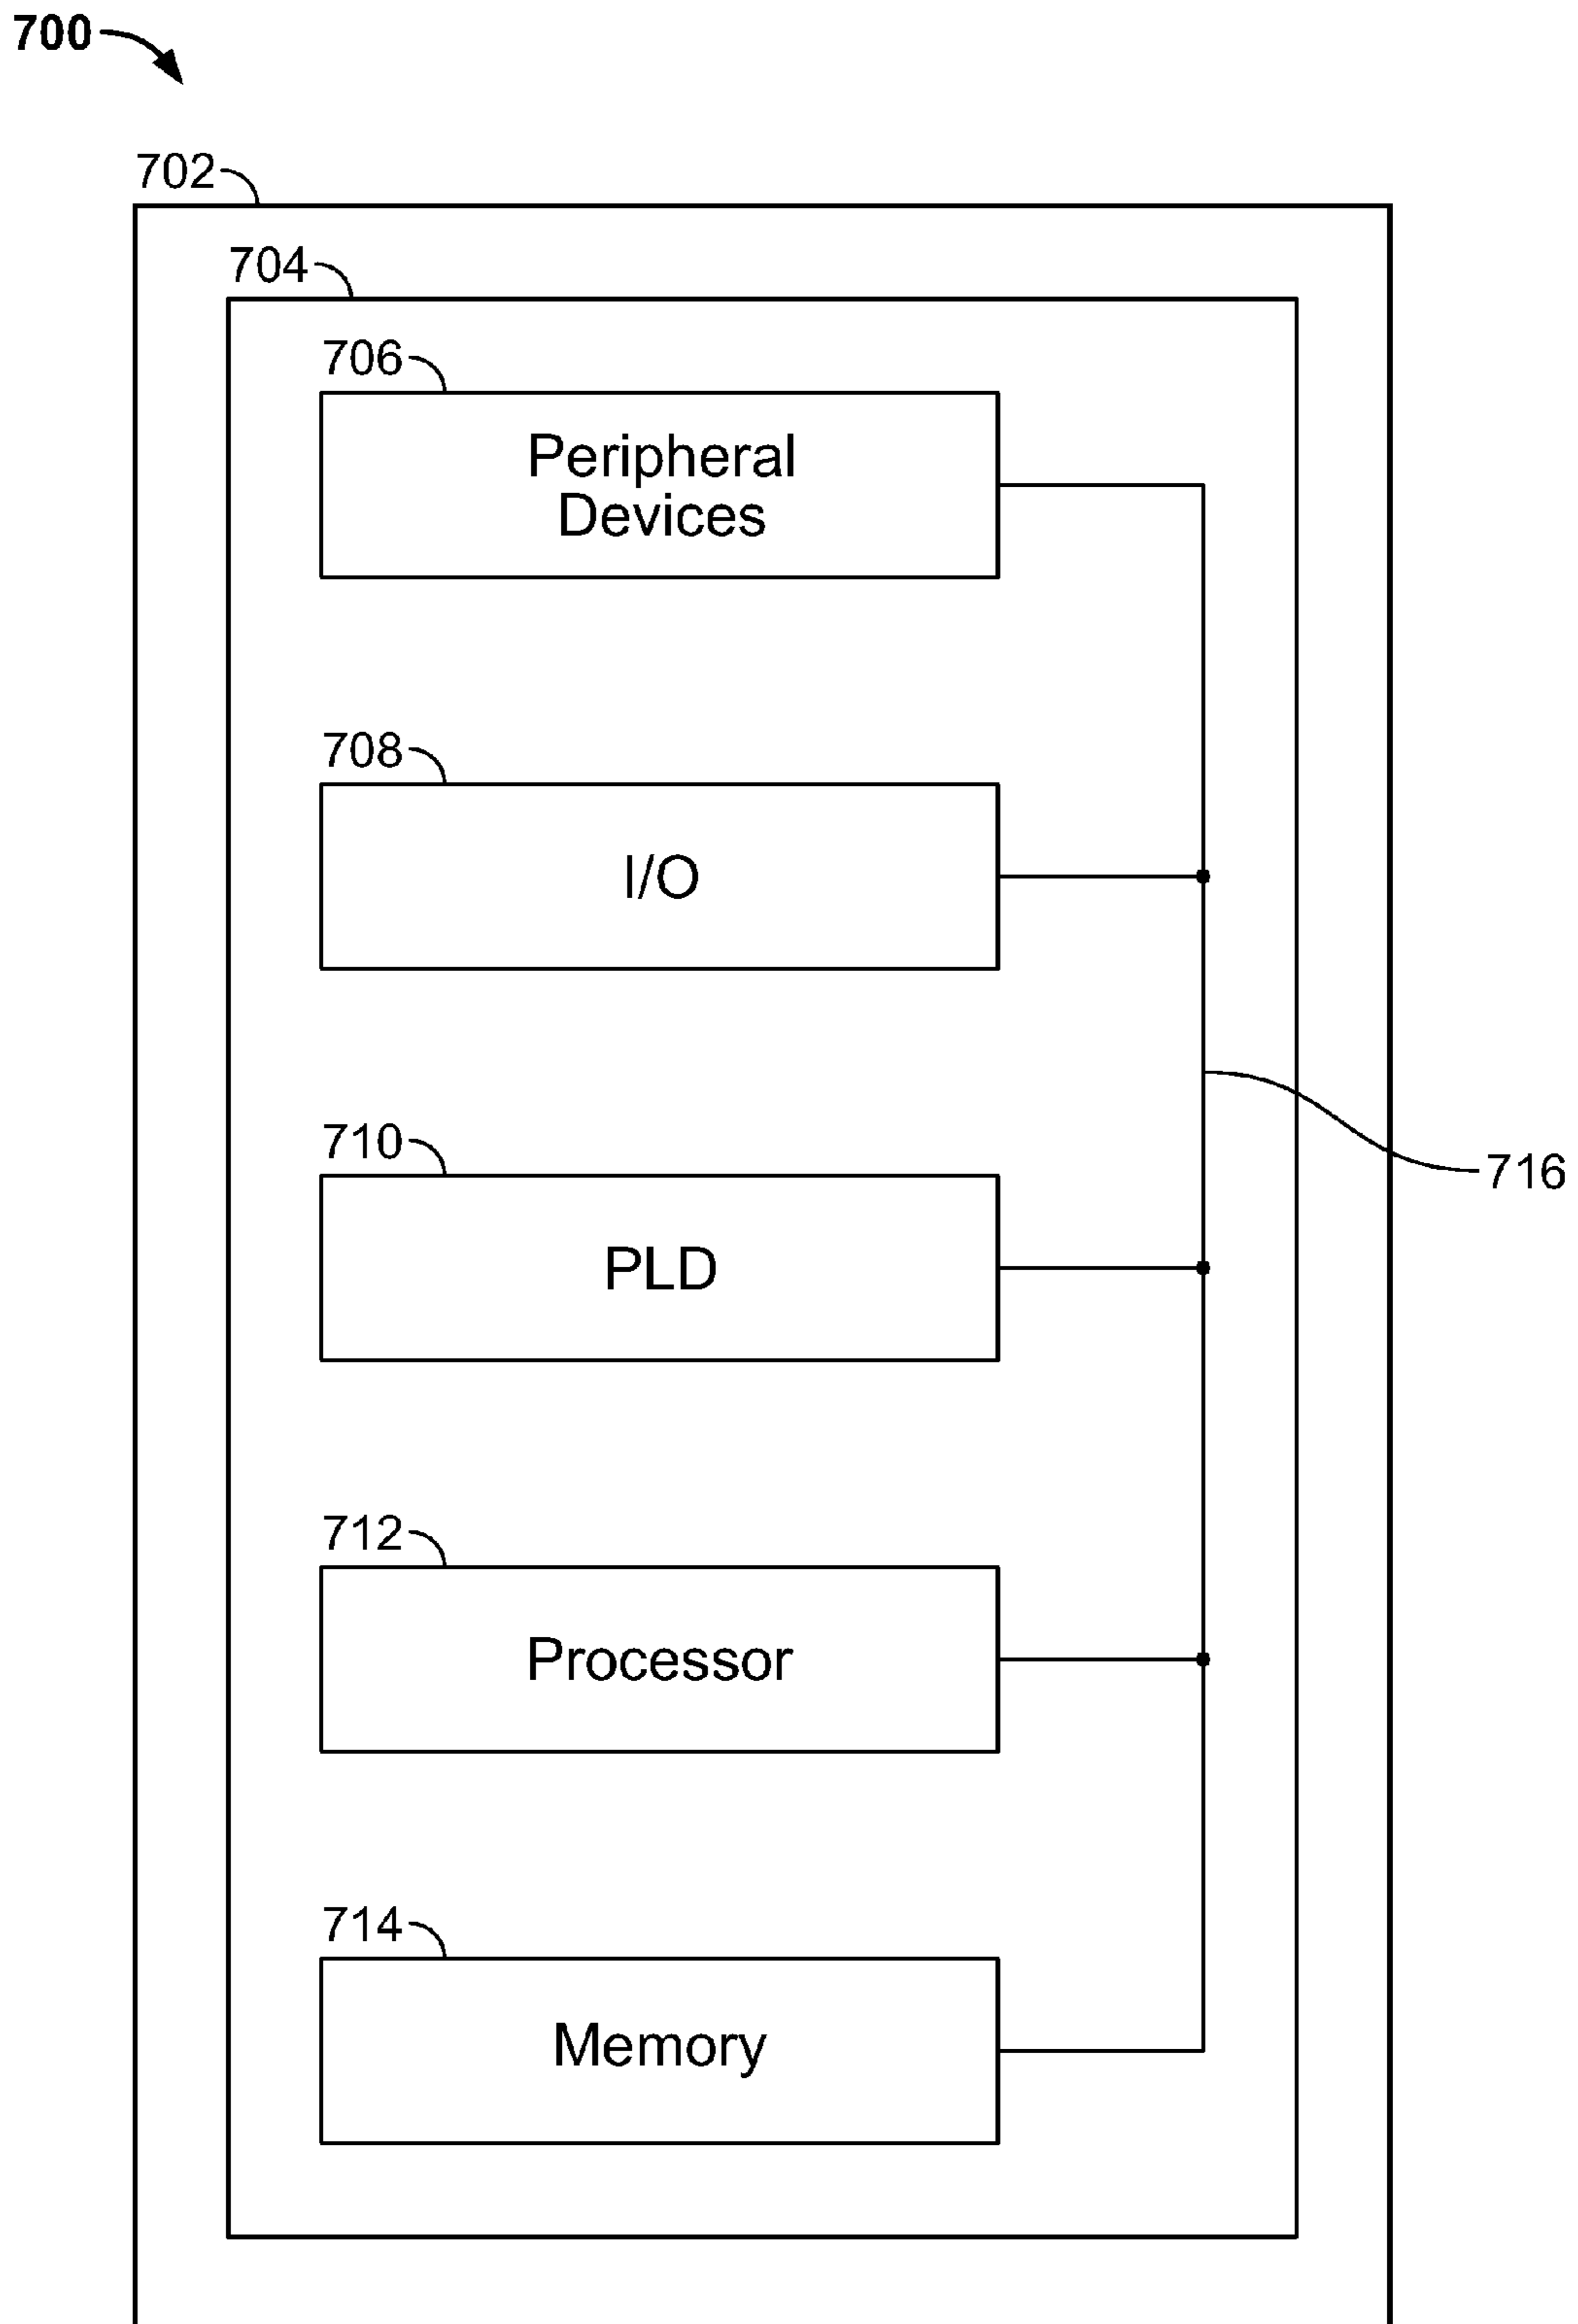 700
702
704
706
Peripheral
Devices
708
I/O
710
PLD
716
712
Processor
714
Memory